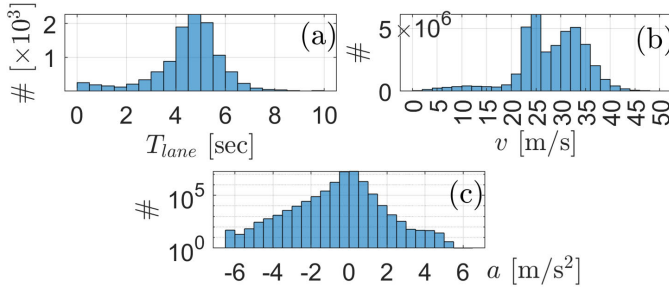 # [×10³]
2
1
(a)
0 2 4 6 8 10
T_lane [sec]
#
×10⁶
5
0
(b)
0 5 10 15 20 25 30 35 40 45 50
v [m/s]
#
10⁵
10⁰
(c)
-6 -4 -2 0 2 4 6
a [m/s²]